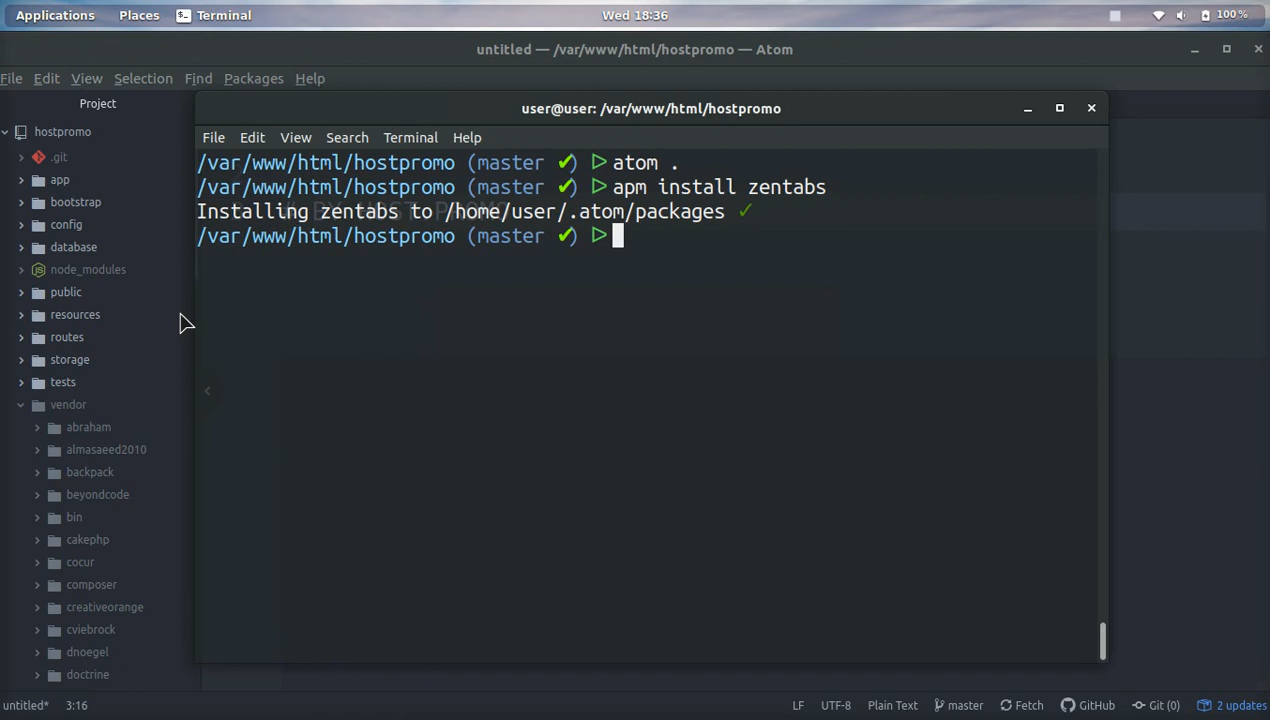 Applications Places Terminal Wed 18:36 100%
untitled — /var/www/html/hostpromo — Atom
File Edit View Selection Find Packages Help
Project
user@user: /var/www/html/hostpromo
File Edit View Search Terminal Help
/var/www/html/hostpromo (master ✔) ▷ atom .
/var/www/html/hostpromo (master ✔) ▷ apm install zentabs
Installing zentabs to /home/user/.atom/packages ✓
/var/www/html/hostpromo (master ✔) ▷
BY HOST PROMO
hostpromo
.git
app
bootstrap
config
database
node_modules
public
resources
routes
storage
tests
vendor
abraham
almasaeed2010
backpack
beyondcode
bin
cakephp
cocur
composer
creativeorange
cviebrock
dnoegel
doctrine
untitled* 3:16 LF UTF-8 Plain Text master Fetch GitHub Git (0) 2 updates